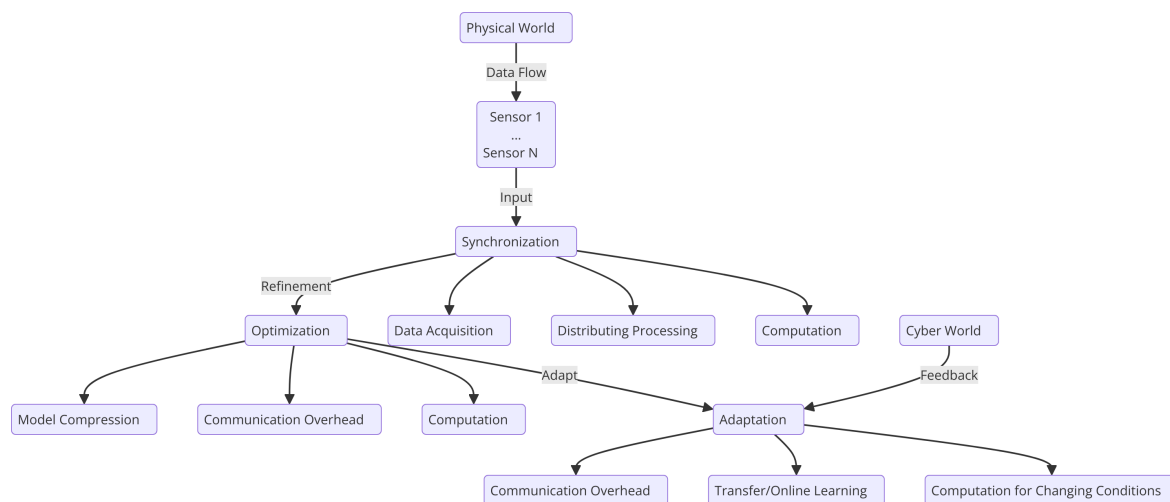 Physical World
Data Flow
Sensor 1
...
Sensor N
Input
Synchronization
Refinement
Optimization
Data Acquisition
Distributing Processing
Computation
Cyber World
Adapt
Feedback
Model Compression
Communication Overhead
Computation
Adaptation
Communication Overhead
Transfer/Online Learning
Computation for Changing Conditions